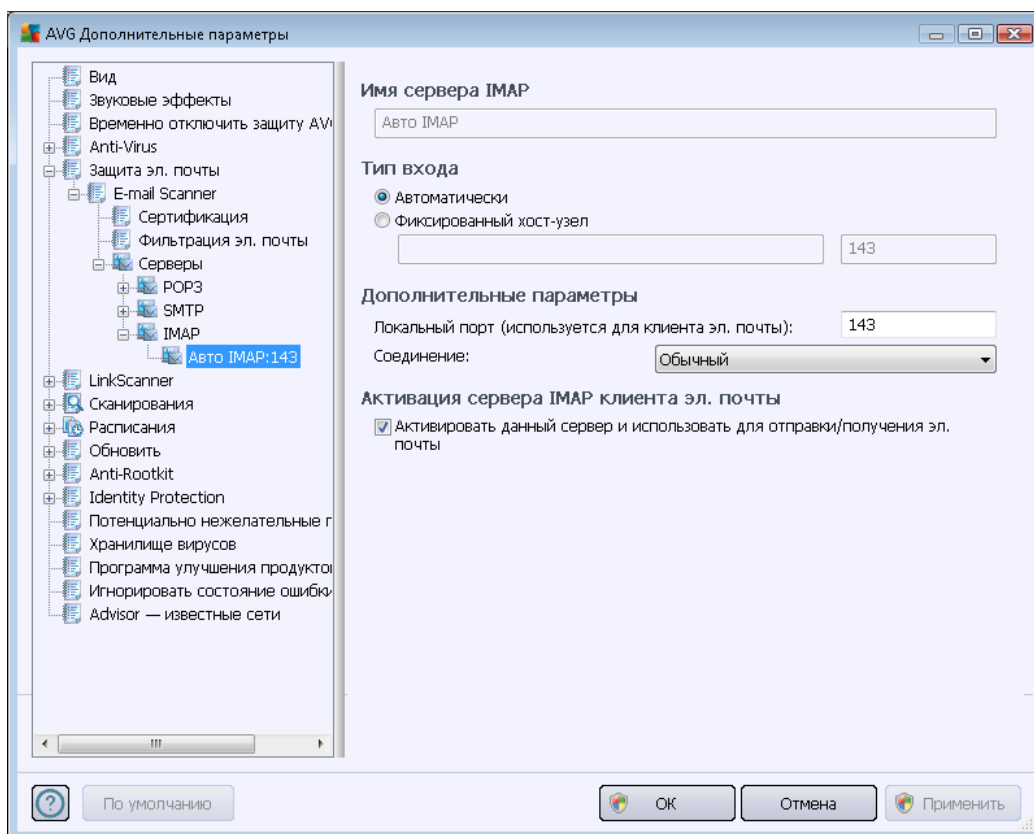 AVG Дополнительные параметры
Вид
Звуковые эффекты
Временно отключить защиту AV
Anti-Virus
Защита эл. почты
E-mail Scanner
Сертификация
Фильтрация эл. почты
Серверы
POP3
SMTP
IMAP
Авто IMAP:143
LinkScanner
Сканирования
Расписания
Обновить
Anti-Rootkit
Identity Protection
Потенциально нежелательные
Хранилище вирусов
Программа улучшения
Игнорировать состояние ошибки
Advisor — известные сети
Имя сервера IMAP
Авто IMAP
Тип входа
Автоматически
Фиксированный хост-узел
143
Дополнительные параметры
Локальный порт (используется для клиента эл. почты): 143
Соединение: Обычный
Активация сервера IMAP клиента эл. почты
Активировать данный сервер и использовать для отправки/получения эл.
почты
По умолчанию
ОК
Отмена
Применить